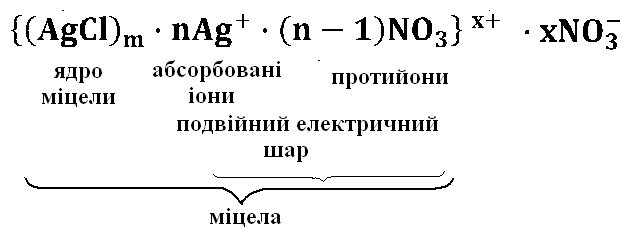 {(AgCl)ₘ · nAg⁺ · (n − 1)NO₃} ˣ⁺ · xNO₃⁻
ядро абсорбовані протийони
міцели іони
подвійний електричний
шар
міцела